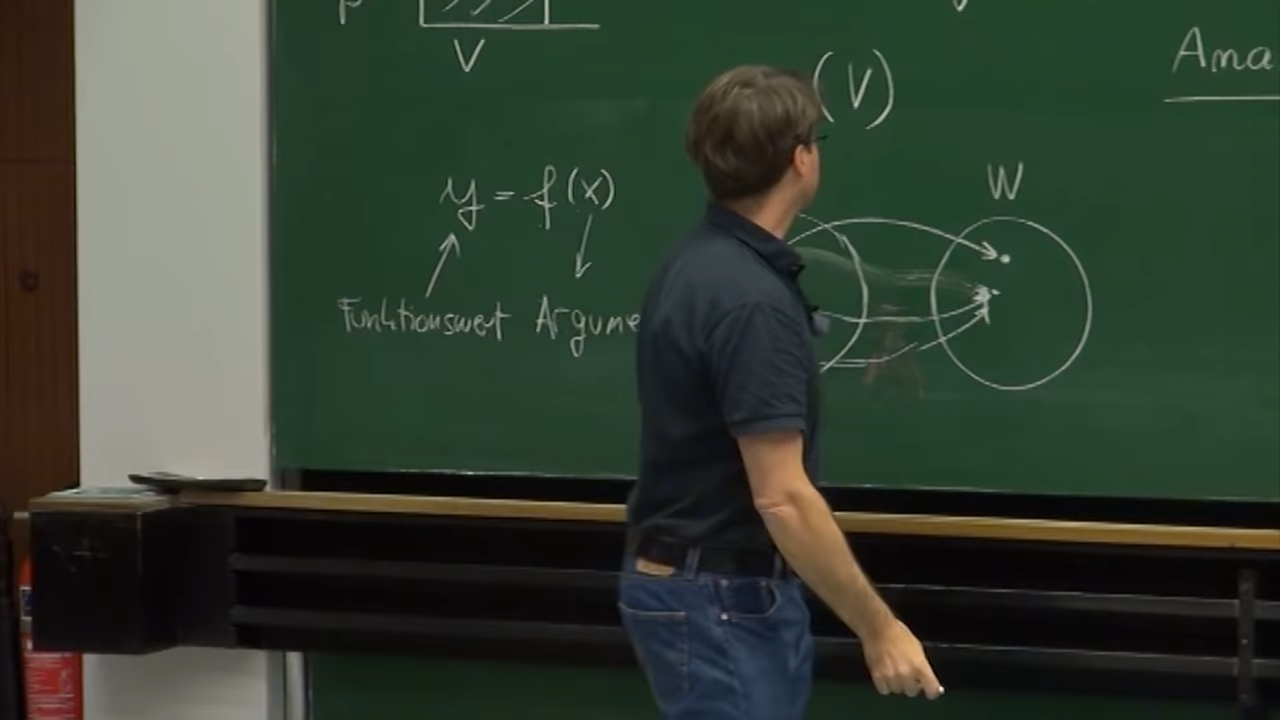 p
V
(V)
Ana
W
y = f(x)
Funktionswert Argume